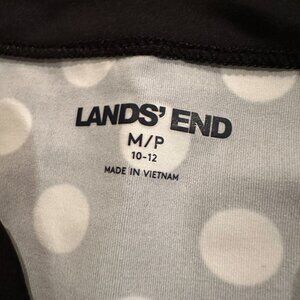 LANDS' END
M/P
10-12
MADE IN VIETNAM